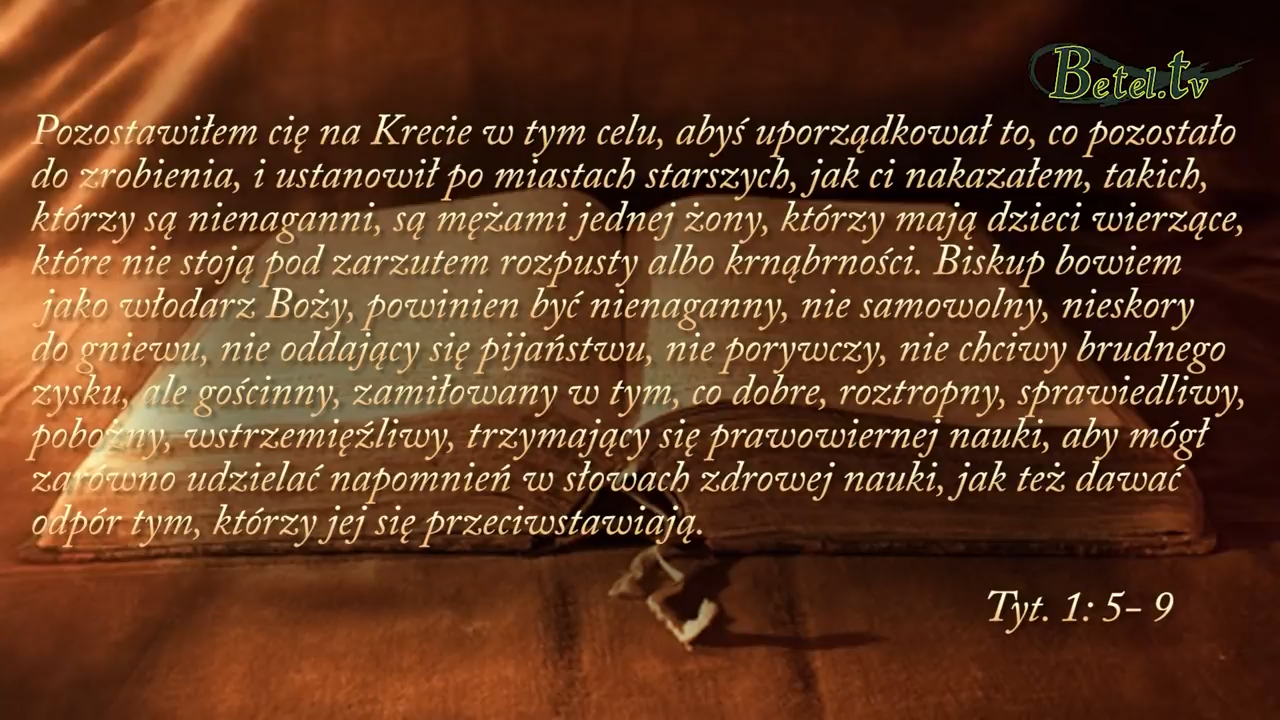 Betel.tv
Pozostawiłem cię na Krecie w tym celu, abyś uporządkował to, co pozostało
do zrobienia, i ustanowił po miastach starszych, jak ci nakazałem, takich,
którzy są nienaganni, są mężami jednej żony, którzy mają dzieci wierzące,
które nie stoją pod zarzutem rozpusty albo krnąbrności. Biskup bowiem
jako włodarz Boży, powinien być nienaganny, nie samowolny, nieskory
do gniewu, nie oddający się pijaństwu, nie porywczy, nie chciwy brudnego
zysku, ale gościnny, zamiłowany w tym, co dobre, roztropny, sprawiedliwy,
pobożny, wstrzemięźliwy, trzymający się prawowiernej nauki, aby mógł
zarówno udzielać napomnień w słowach zdrowej nauki, jak też dawać
odpór tym, którzy jej się przeciwstawiają.
Tyt. 1: 5- 9